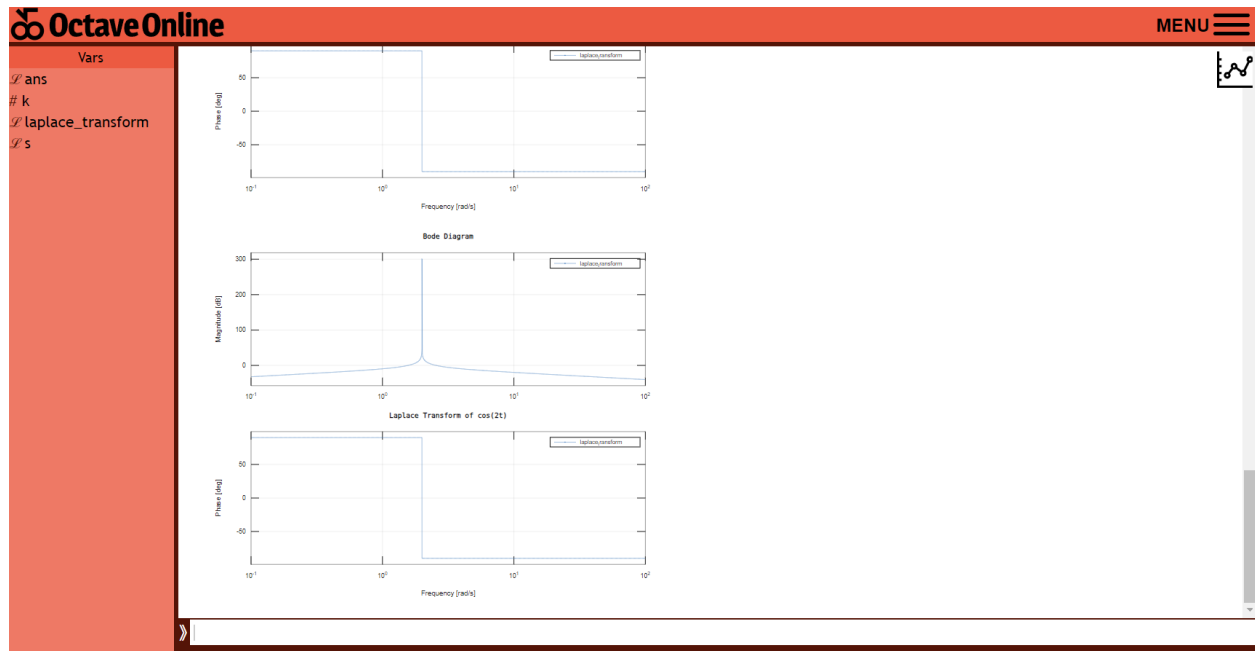 Octave Online
MENU
Vars
ℒ ans
# k
ℒ laplace_transform
ℒ s
laplace_transform
50
0
-50
Phase [deg]
10⁻¹
10⁰
10¹
10²
Frequency [rad/s]
Bode Diagram
laplace_transform
300
200
100
0
Magnitude [dB]
10⁻¹
10⁰
10¹
10²
Laplace Transform of cos(2t)
laplace_transform
50
0
-50
Phase [deg]
10⁻¹
10⁰
10¹
10²
Frequency [rad/s]